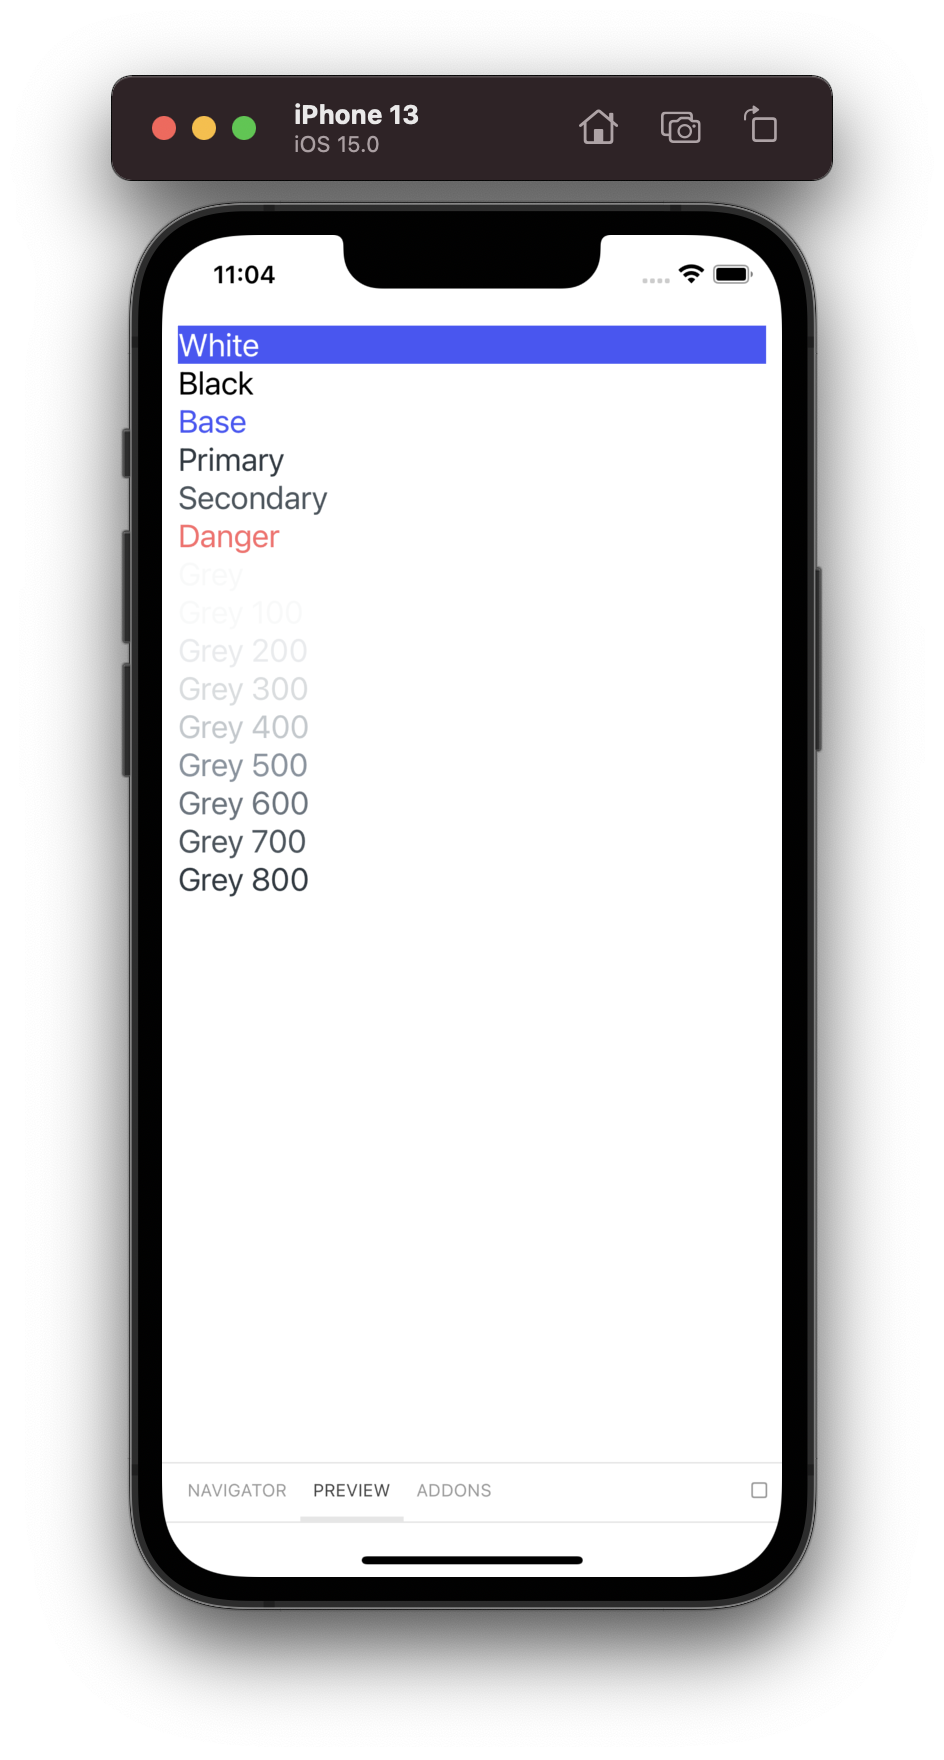 iPhone 13
iOS 15.0
11:04
White
Black
Base
Primary
Secondary
Danger
Grey
Grey 100
Grey 200
Grey 300
Grey 400
Grey 500
Grey 600
Grey 700
Grey 800
NAVIGATOR PREVIEW ADDONS